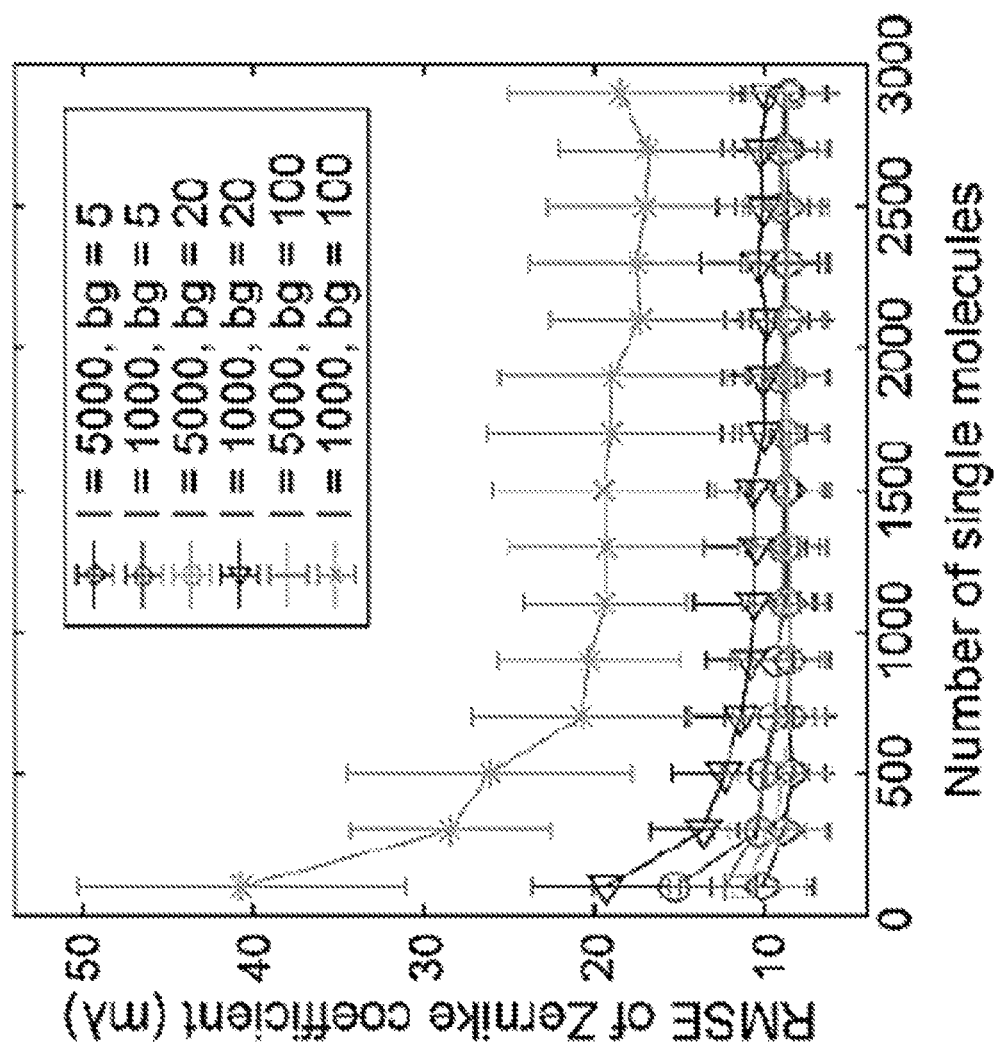 RMSE of Zernike coefficient (mλ)
50
40
30
20
10
I = 5000, bg = 5
I = 1000, bg = 5
I = 5000, bg = 20
I = 1000, bg = 20
I = 5000, bg = 100
I = 1000, bg = 100
0
500
1000
1500
2000
2500
3000
Number of single molecules